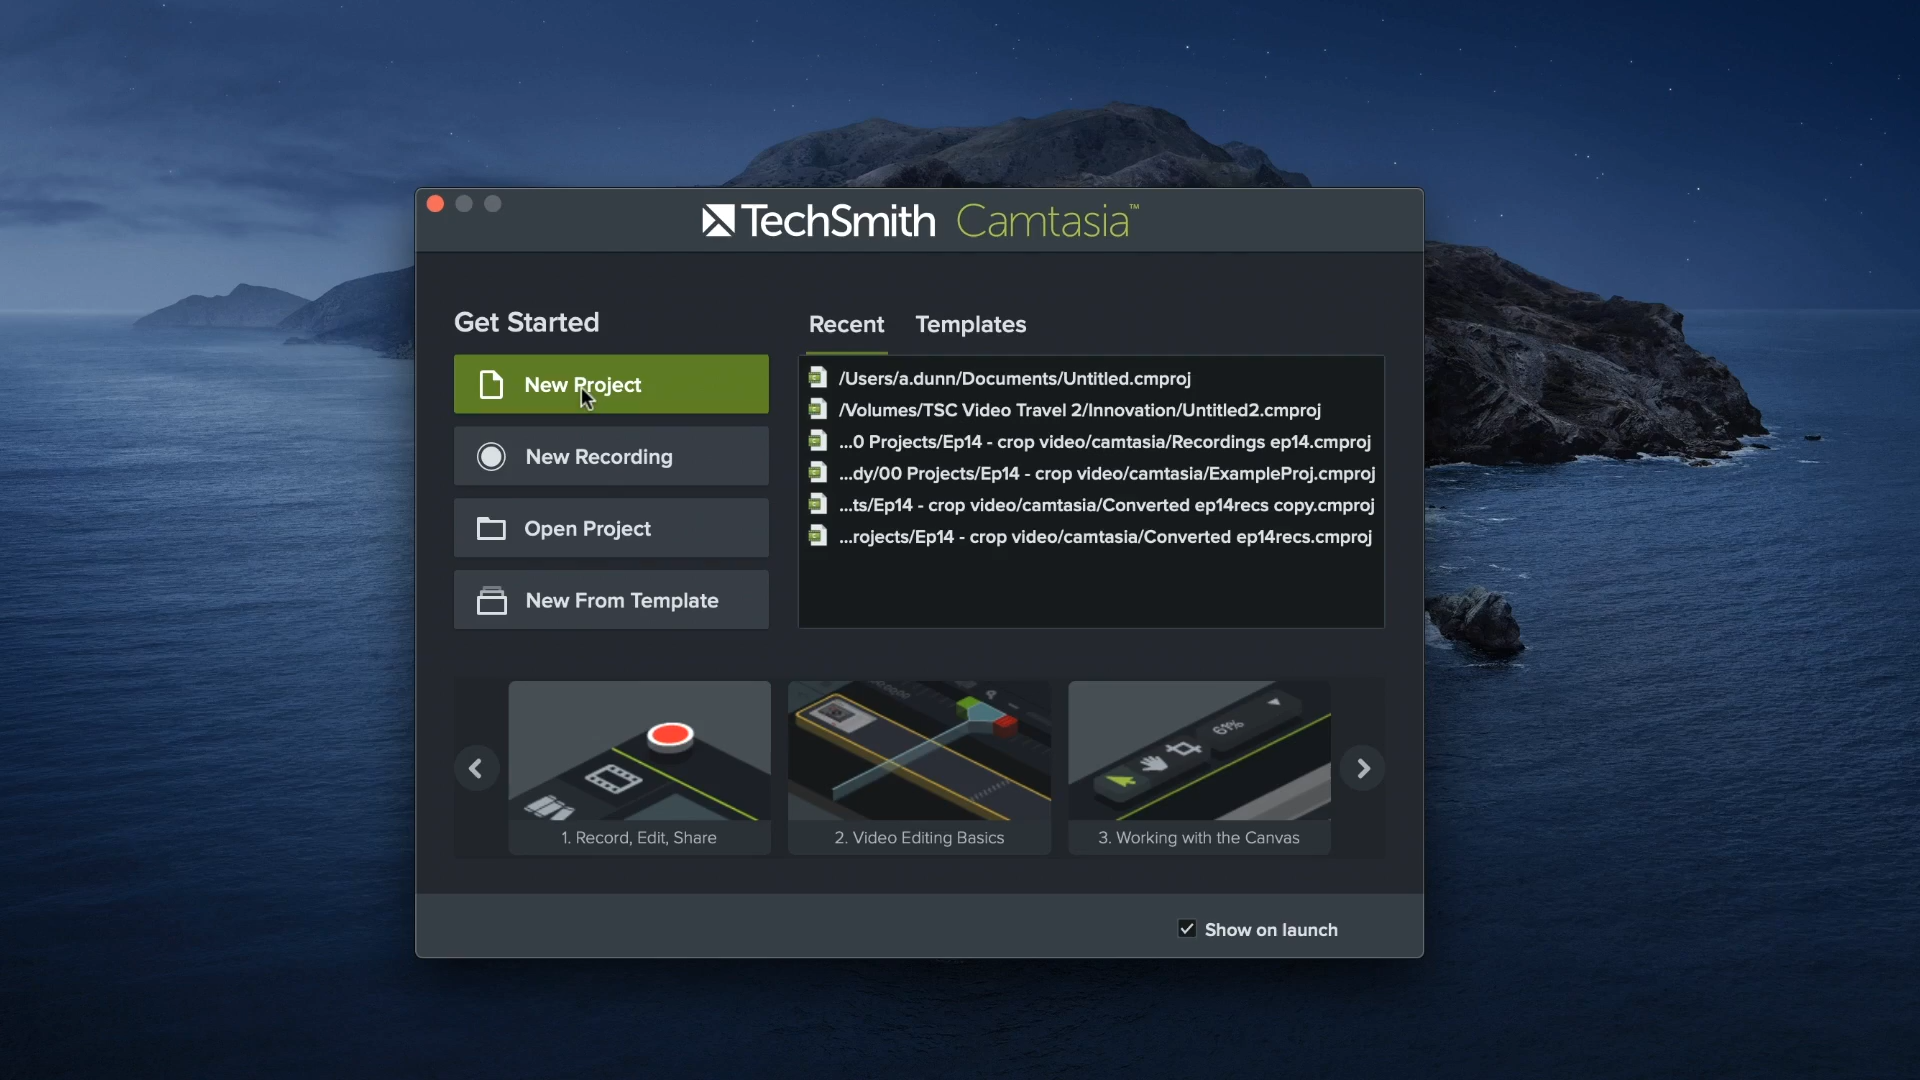 TechSmith Camtasia™
Get Started
Recent Templates
New Project
New Recording
Open Project
New From Template
/Users/a.dunn/Documents/Untitled.cmproj
/Volumes/TSC Video Travel 2/Innovation/Untitled2.cmproj
...0 Projects/Ep14 - crop video/camtasia/Recordings ep14.cmproj
...dy/00 Projects/Ep14 - crop video/camtasia/ExampleProj.cmproj
...ts/Ep14 - crop video/camtasia/Converted ep14recs copy.cmproj
...rojects/Ep14 - crop video/camtasia/Converted ep14recs.cmproj
61%
1. Record, Edit, Share
2. Video Editing Basics
3. Working with the Canvas
Show on launch